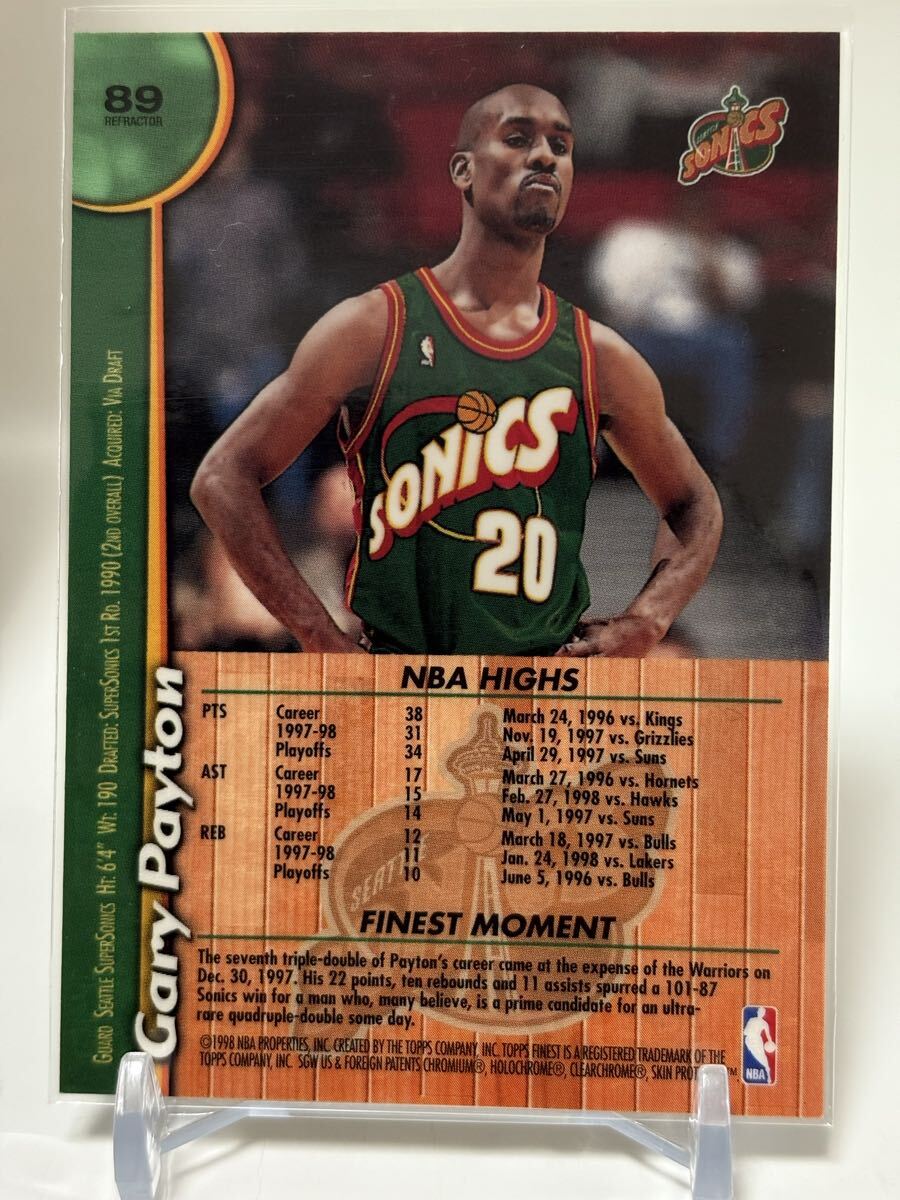 89
REFRACTOR
SEATTLE
SONICS
SONICS
20
GUARD SEATTLE SUPERSONICS HT: 6'4" WT: 190 DRAFTED: SUPERSONICS 1ST RD. 1990 (2ND OVERALL) ACQUIRED: VIA DRAFT
Gary Payton
NBA HIGHS
PTS Career 38 March 24, 1996 vs. Kings
1997-98 31 Nov. 19, 1997 vs. Grizzlies
Playoffs 34 April 29, 1997 vs. Suns
AST Career 17 March 27, 1996 vs. Hornets
1997-98 15 Feb. 27, 1998 vs. Hawks
Playoffs 14 May 1, 1997 vs. Suns
REB Career 12 March 18, 1997 vs. Bulls
1997-98 11 Jan. 24, 1998 vs. Lakers
Playoffs 10 June 5, 1996 vs. Bulls
SEATTLE
FINEST MOMENT
The seventh triple-double of Payton's career came at the expense of the Warriors on
Dec. 30, 1997. His 22 points, ten rebounds and 11 assists spurred a 101-87
Sonics win for a man who, many believe, is a prime candidate for an ultra-
rare quadruple-double some day.
©1998 NBA PROPERTIES, INC. CREATED BY THE TOPPS COMPANY, INC. TOPPS FINEST IS A REGISTERED TRADEMARK OF THE
TOPPS COMPANY, INC. SGW US & FOREIGN PATENTS CHROMIUM®, HOLOCHROME®, CLEARCHROME®, SKIN PROT
NBA